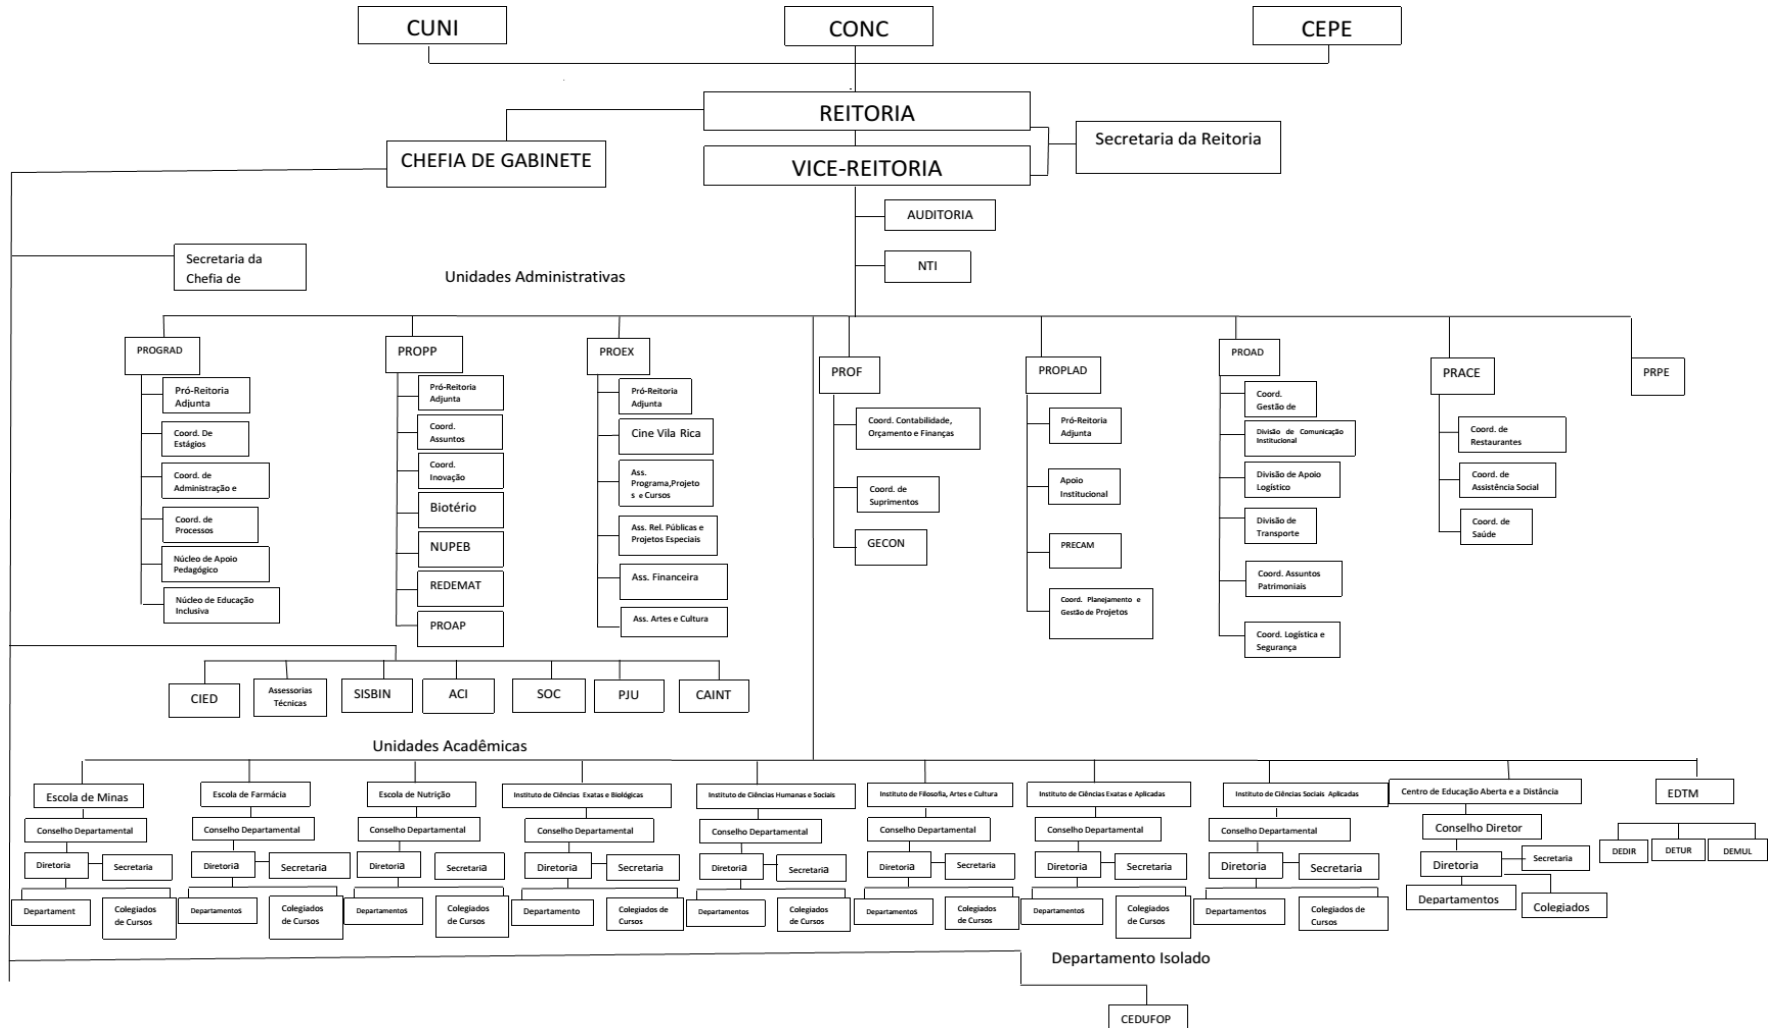 CUNI
CONC
CEPE
REITORIA
Secretaria da Reitoria
CHEFIA DE GABINETE
VICE-REITORIA
AUDITORIA
Secretaria da
Chefia de
NTI
Unidades Administrativas
PROGRAD
Pró-Reitoria
Adjunta
Coord. De
Estágios
Coord. de
Administração e
Coord. de
Processos
Núcleo de Apoio
Pedagógico
Núcleo de Educação
Inclusiva
PROPP
Pró-Reitoria
Adjunta
Coord.
Assuntos
Coord.
Inovação
Biotério
NUPEB
REDEMAT
PROAP
PROEX
Pró-Reitoria
Adjunta
Cine Vila Rica
Ass.
Programa,Projeto
s e Cursos
Ass. Rel. Públicas e
Projetos Especiais
Ass. Financeira
Ass. Artes e Cultura
PROF
Coord. Contabilidade,
Orçamento e Finanças
Coord. de
Suprimentos
GECON
PROPLAD
Pró-Reitoria
Adjunta
Apoio
Institucional
PRECAM
Coord. Planejamento e
Gestão de Projetos
PROAD
Coord.
Gestão de
Divisão de Comunicação
Institucional
Divisão de Apoio
Logístico
Divisão de
Transporte
Coord. Assuntos
Patrimoniais
Coord. Logística e
Segurança
PRACE
Coord. de
Restaurantes
Coord. de
Assistência Social
Coord. de
Saúde
PRPE
CIED
Assessorias
Técnicas
SISBIN
ACI
SOC
PJU
CAINT
Unidades Acadêmicas
Escola de Minas
Conselho Departamental
Diretoria
Secretaria
Departament
Colegiados
de Cursos
Escola de Farmácia
Conselho Departamental
Diretoria
Secretaria
Departamentos
Colegiados
de Cursos
Escola de Nutrição
Conselho Departamental
Diretoria
Secretaria
Departamentos
Colegiados
de Cursos
Instituto de Ciências Exatas e Biológicas
Conselho Departamental
Diretoria
Secretaria
Departamento
Colegiados de
Cursos
Instituto de Ciências Humanas e Sociais
Conselho Departamental
Diretoria
Secretaria
Departamentos
Colegiados de
Cursos
Instituto de Filosofia, Artes e Cultura
Conselho Departamental
Diretoria
Secretaria
Departamentos
Colegiados
de Cursos
Instituto de Ciências Exatas e Aplicadas
Conselho Departamental
Diretoria
Secretaria
Departamentos
Colegiados
de Cursos
Instituto de Ciências Sociais Aplicadas
Conselho Departamental
Diretoria
Secretaria
Departamentos
Colegiados de
Cursos
Centro de Educação Aberta e a Distância
Conselho Diretor
Diretoria
Secretaria
Departamentos
Colegiados
EDTM
DEDIR
DETUR
DEMUL
Departamento Isolado
CEDUFOP